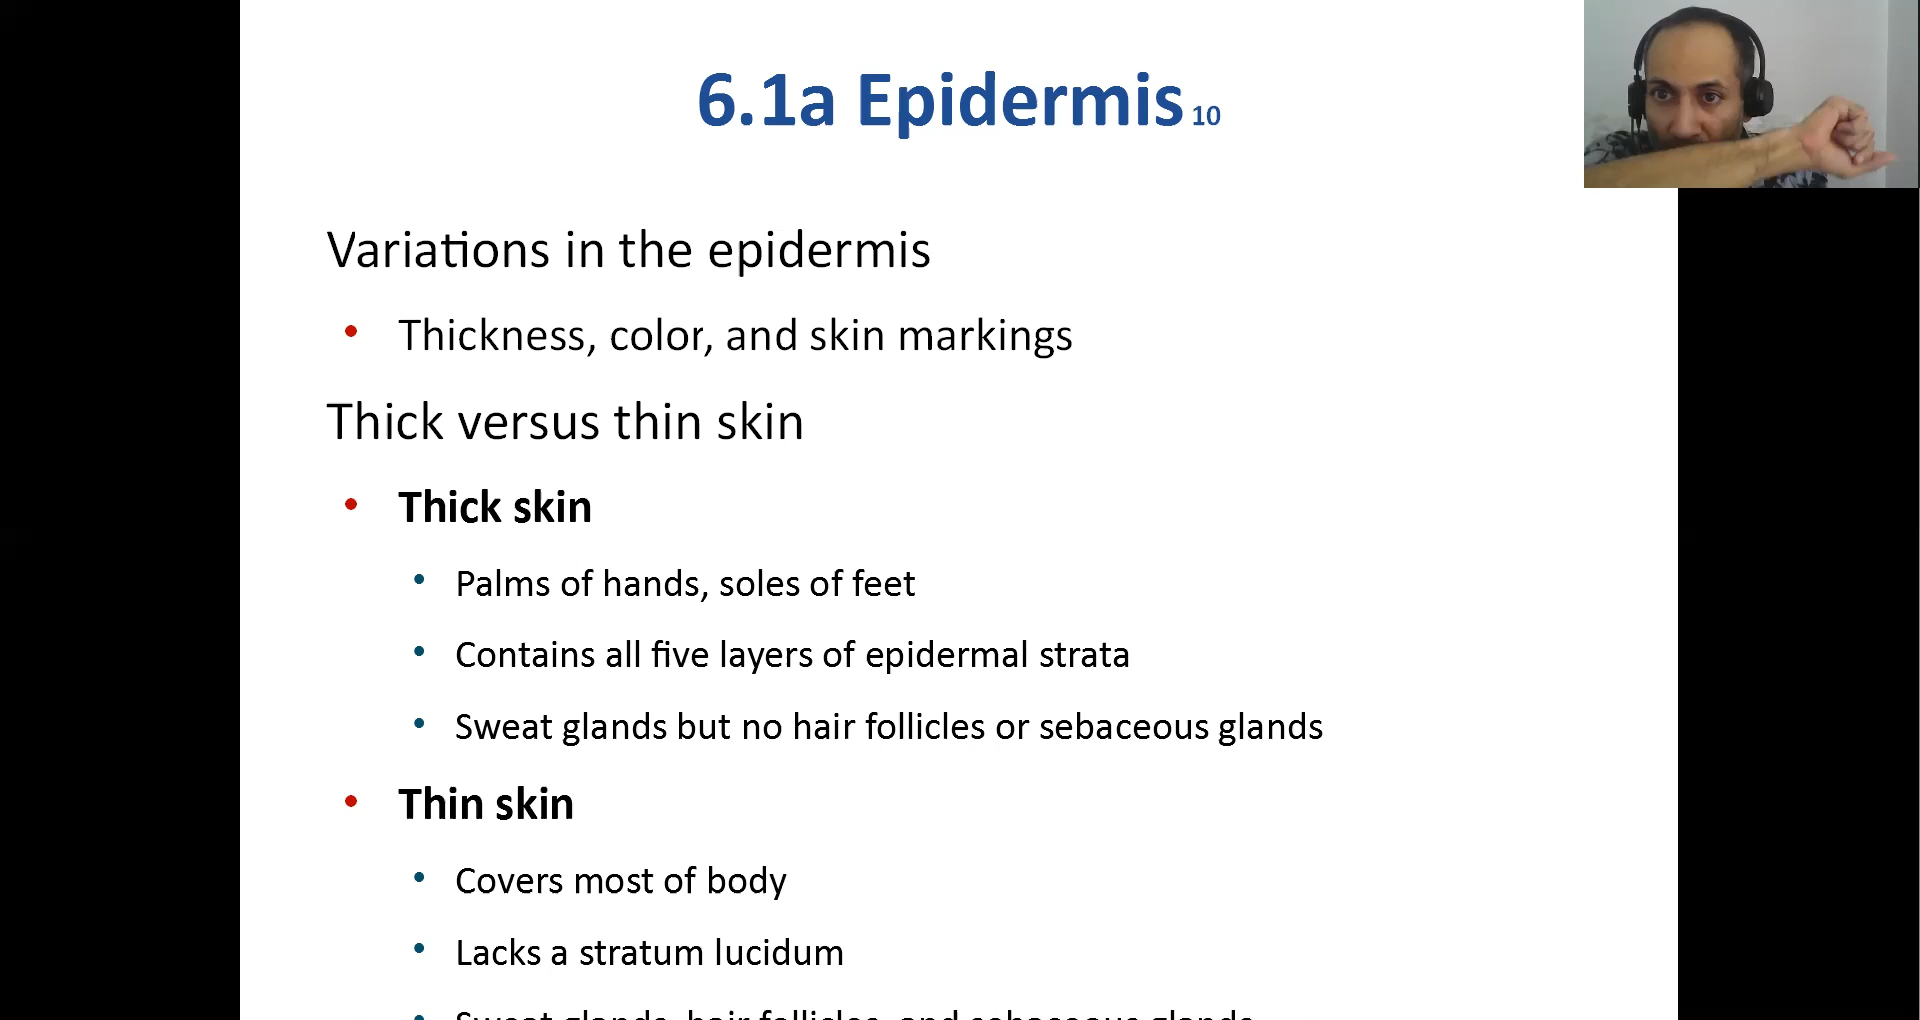 6.1a Epidermis 10
Variations in the epidermis
• Thickness, color, and skin markings
Thick versus thin skin
• Thick skin
• Palms of hands, soles of feet
• Contains all five layers of epidermal strata
• Sweat glands but no hair follicles or sebaceous glands
• Thin skin
• Covers most of body
• Lacks a stratum lucidum
• Sweat glands, hair follicles, and sebaceous glands